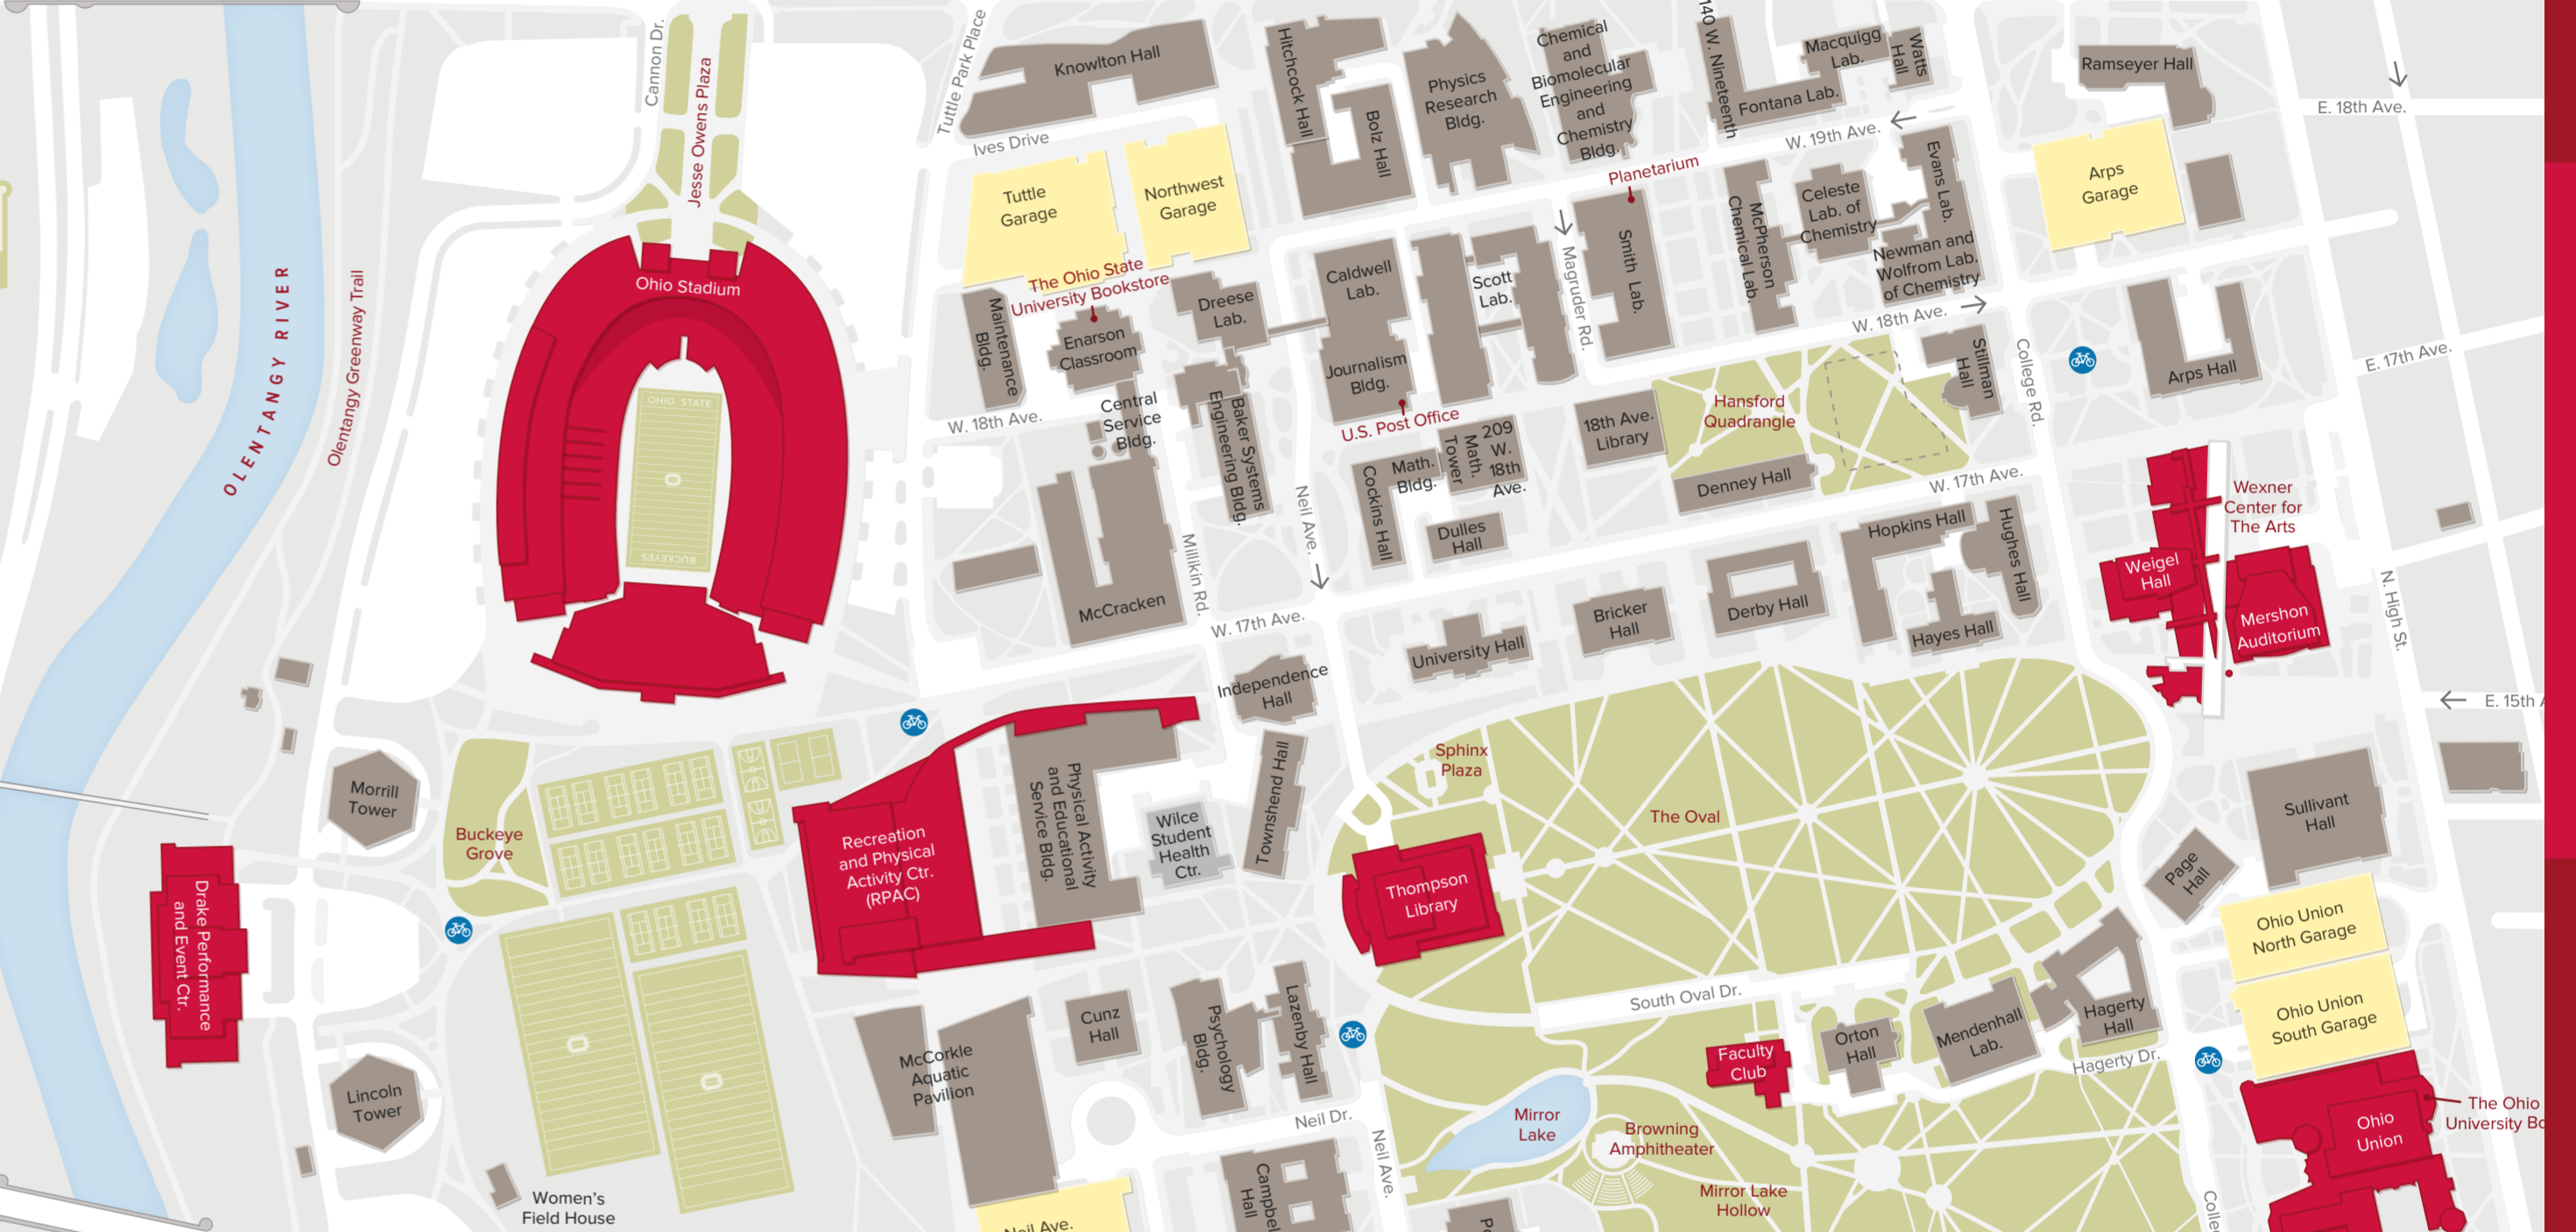 Cannon Dr.
Jesse Owens Plaza
Tuttle Park Place
Knowlton Hall
Ives Drive
Hitchcock Hall
Bolz Hall
Physics
Research
Bldg.
Chemical
and
Biomolecular
Engineering
and
Chemistry
Bldg.
140 W. Nineteenth
Macquigg
Lab.
Watts
Hall
Fontana Lab.
W. 19th Ave.
Ramseyer Hall
E. 18th Ave.
Tuttle
Garage
Northwest
Garage
Planetarium
Arps
Garage
OLENTANGY RIVER
Olentangy Greenway Trail
Ohio Stadium
OHIO STATE
BUCKEYES
The Ohio State
University Bookstore
Maintenance
Bldg.
Enarson
Classroom
Dreese
Lab.
Caldwell
Lab.
Scott
Lab.
Magruder Rd.
Smith Lab.
McPherson
Chemical Lab.
Celeste
Lab. of
Chemistry
Evans Lab.
Newman and
Wolfrom Lab.
of Chemistry
W. 18th Ave.
Stillman
Hall
College Rd.
Arps Hall
E. 17th Ave.
Journalism
Bldg.
U.S. Post Office
W. 18th Ave.
Central
Service
Bldg.
Baker Systems
Engineering Bldg.
18th Ave.
Library
Hansford
Quadrangle
Denney Hall
W. 17th Ave.
Cockins Hall
Math.
Bldg.
Math.
Tower
209
W.
18th
Ave.
Dulles
Hall
Neil Ave.
Millikin Rd.
McCracken
W. 17th Ave.
Hopkins Hall
Hughes Hall
Hayes Hall
Derby Hall
Bricker
Hall
University Hall
Wexner
Center for
The Arts
Weigel
Hall
Mershon
Auditorium
N. High St.
Independence
Hall
E. 15th A
Morrill
Tower
Buckeye
Grove
Drake Performance
and Event Ctr.
Lincoln
Tower
Women's
Field House
Recreation
and Physical
Activity Ctr.
(RPAC)
Physical Activity
and Educational
Service Bldg.
Wilce
Student
Health
Ctr.
Townshend Hall
Sphinx
Plaza
The Oval
Thompson
Library
Sullivant
Hall
Page
Hall
Ohio Union
North Garage
Ohio Union
South Garage
South Oval Dr.
McCorkle
Aquatic
Pavilion
Cunz
Hall
Psychology
Bldg.
Lazenby Hall
Neil Dr.
Neil Ave.
Campbel
Hall
Neil Ave.
Mirror
Lake
Browning
Amphitheater
Mirror Lake
Hollow
Faculty
Club
Orton
Hall
Mendenhall
Lab.
Hagerty
Hall
Hagerty Dr.
Ohio
Union
The Ohio
University Bo
Colle
Po